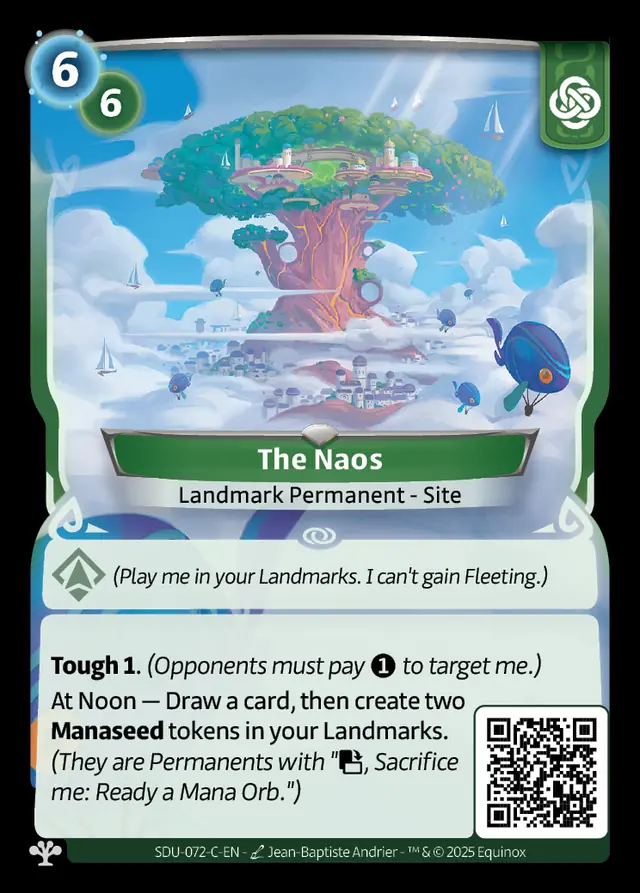 6
6
The Naos
Landmark Permanent - Site
(Play me in your Landmarks. I can't gain Fleeting.)
Tough 1. (Opponents must pay 1 to target me.)
At Noon — Draw a card, then create two
Manaseed tokens in your Landmarks.
(They are Permanents with ", Sacrifice
me: Ready a Mana Orb.")
SDU-072-C-EN - Jean-Baptiste Andrier - ™ & © 2025 Equinox